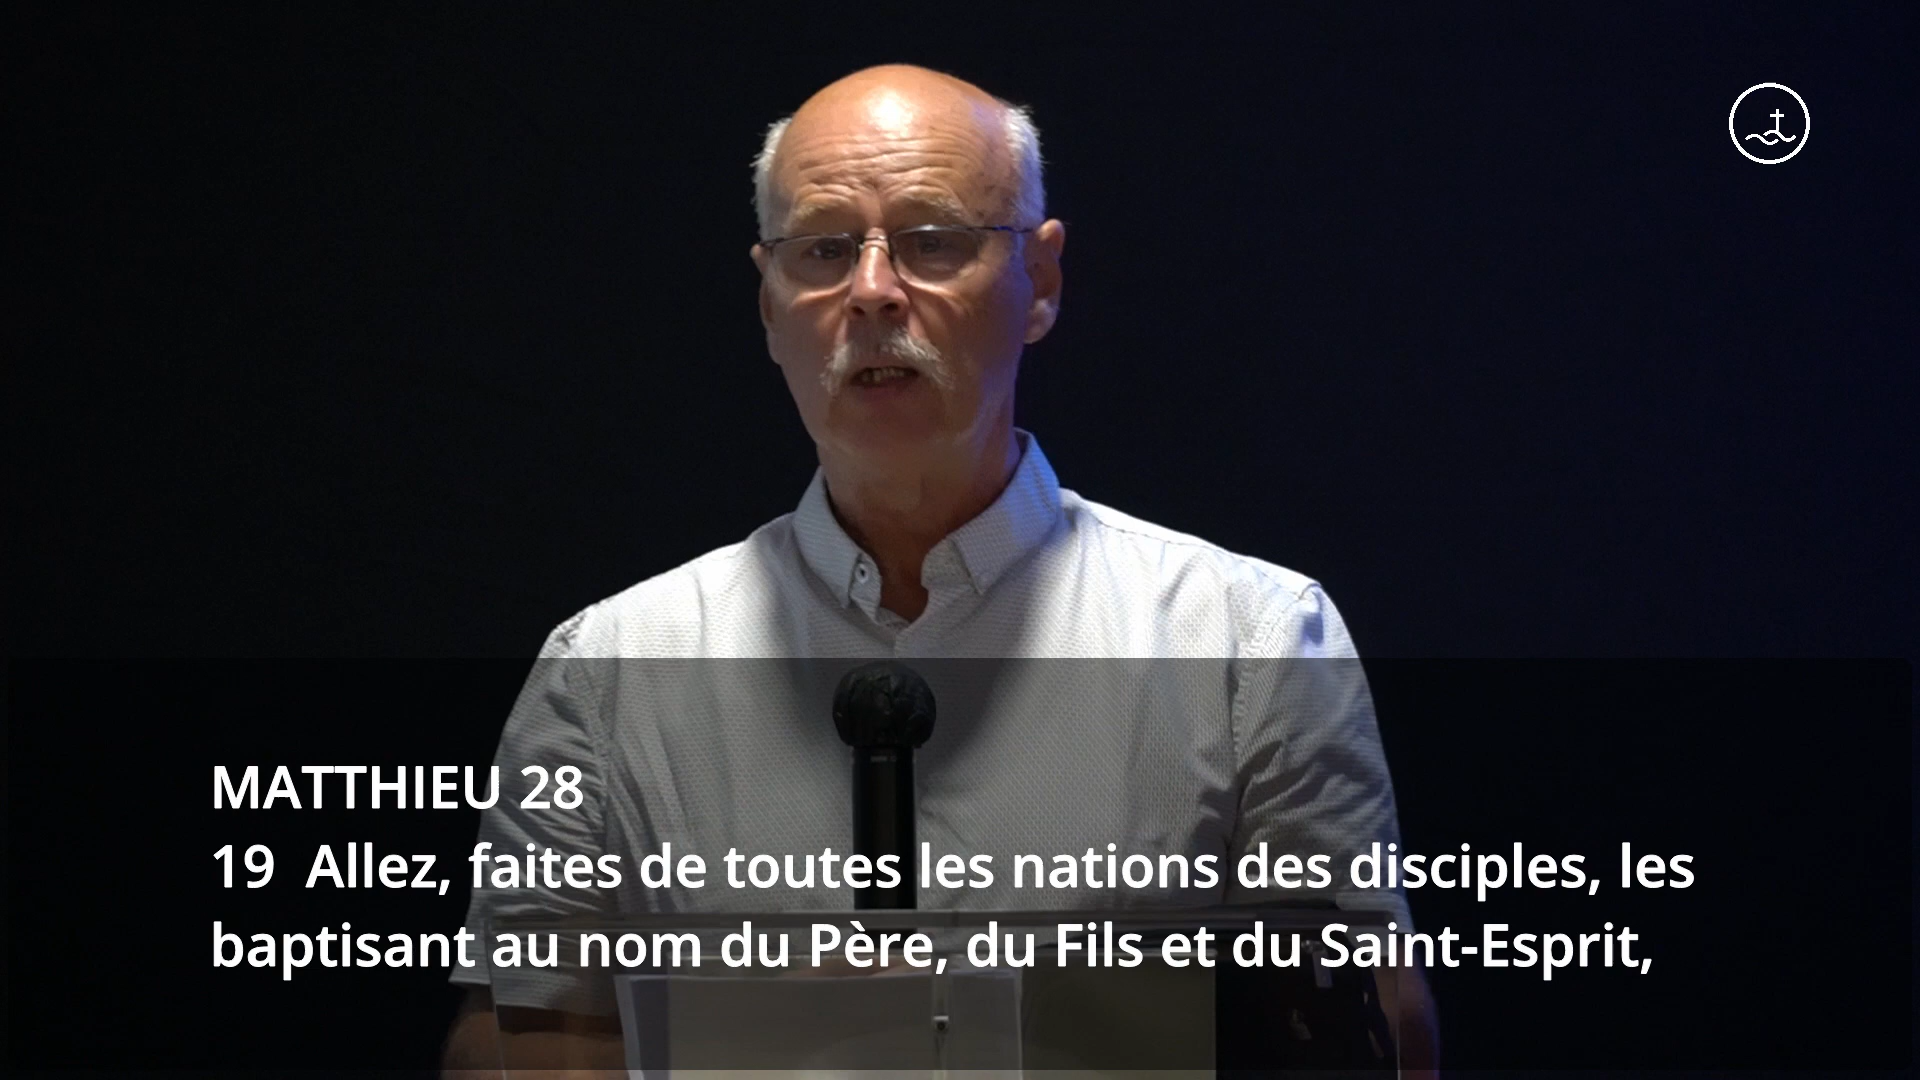 MATTHIEU 28
19  Allez, faites de toutes les nations des disciples, les
baptisant au nom du Père, du Fils et du Saint-Esprit,